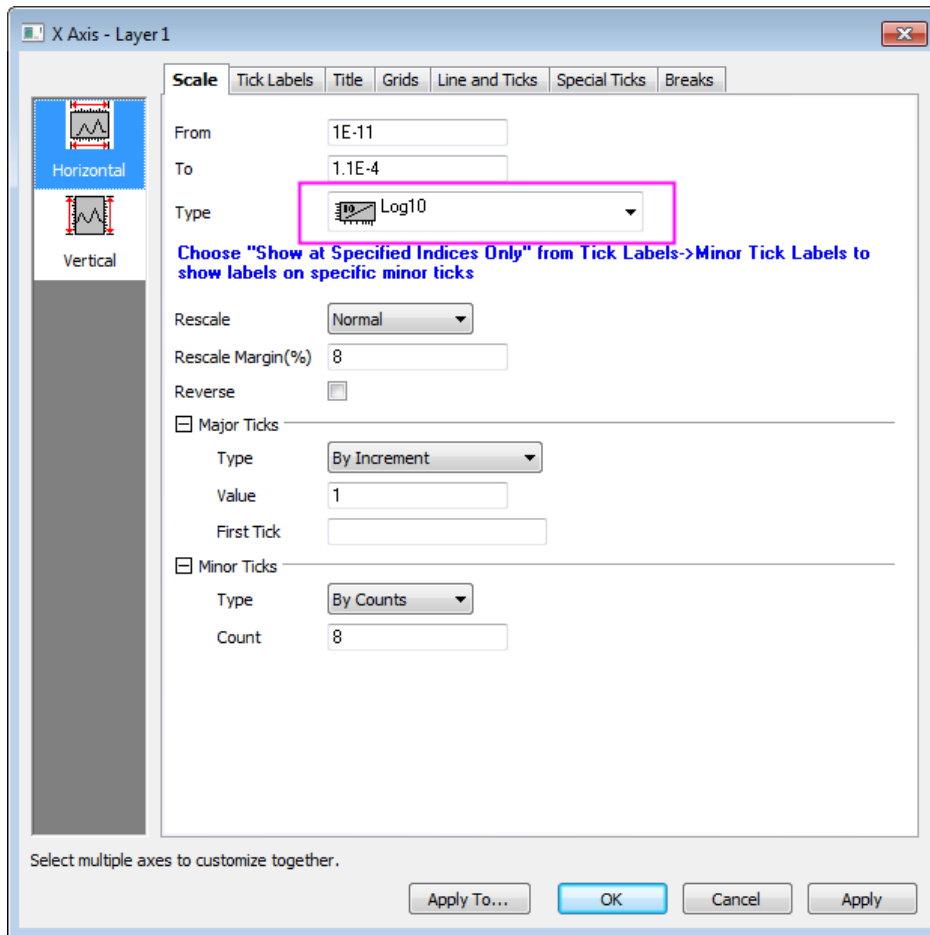 X Axis - Layer 1
Scale Tick Labels Title Grids Line and Ticks Special Ticks Breaks
Horizontal
Vertical
From 1E-11
To 1.1E-4
Type Log10
Choose "Show at Specified Indices Only" from Tick Labels->Minor Tick Labels to
show labels on specific minor ticks
Rescale Normal
Rescale Margin(%) 8
Reverse
Major Ticks
Type By Increment
Value 1
First Tick
Minor Ticks
Type By Counts
Count 8
Select multiple axes to customize together.
Apply To... OK Cancel Apply